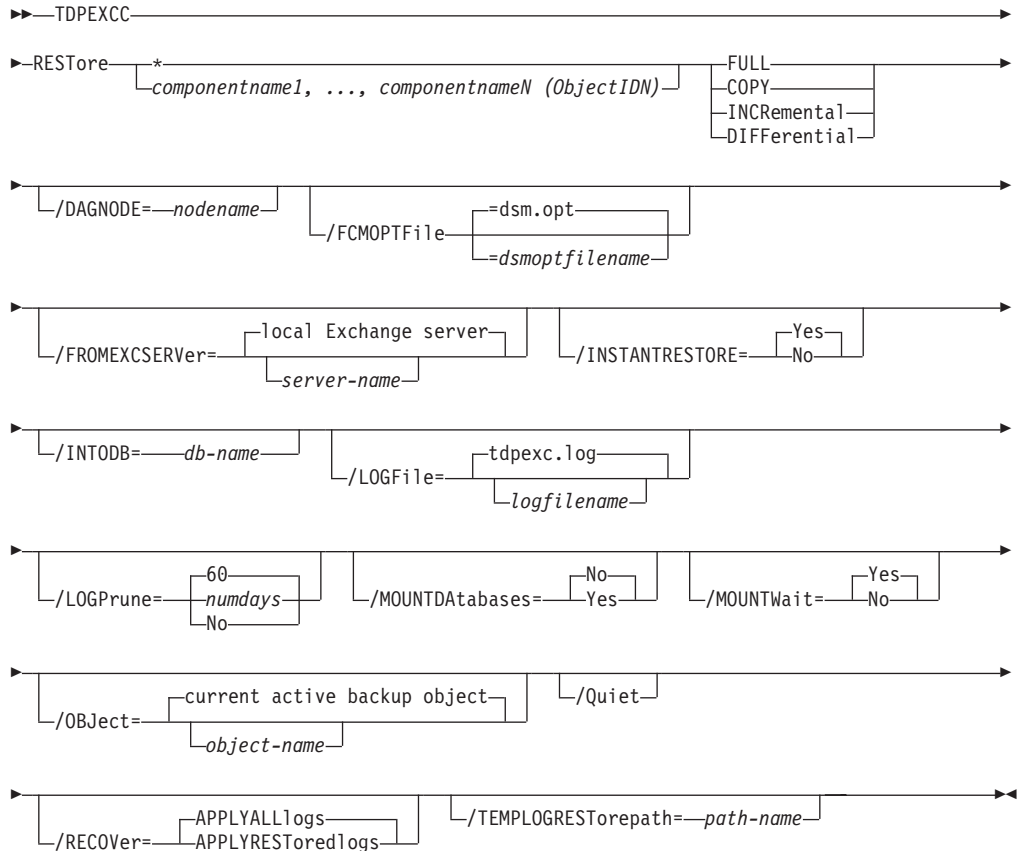 TDPEXCC
RESTore * FULL
componentname1, ..., componentnameN (ObjectIDN) COPY
INCRemental
DIFFerential
/DAGNODE= nodename =dsm.opt
/FCMOPTFile
=dsmoptfilename
local Exchange server Yes
/FROMEXCSERVer= /INSTANTRESTORE= No
server-name
/INTODB= db-name tdpexc.log
/LOGFile=
logfilename
60 No Yes
/LOGPrune= numdays /MOUNTDAtabases= Yes /MOUNTWait= No
No
current active backup object /Quiet
/OBJect=
object-name
APPLYALLlogs /TEMPLOGRESTorepath= path-name
/RECOVer= APPLYRESToredlogs